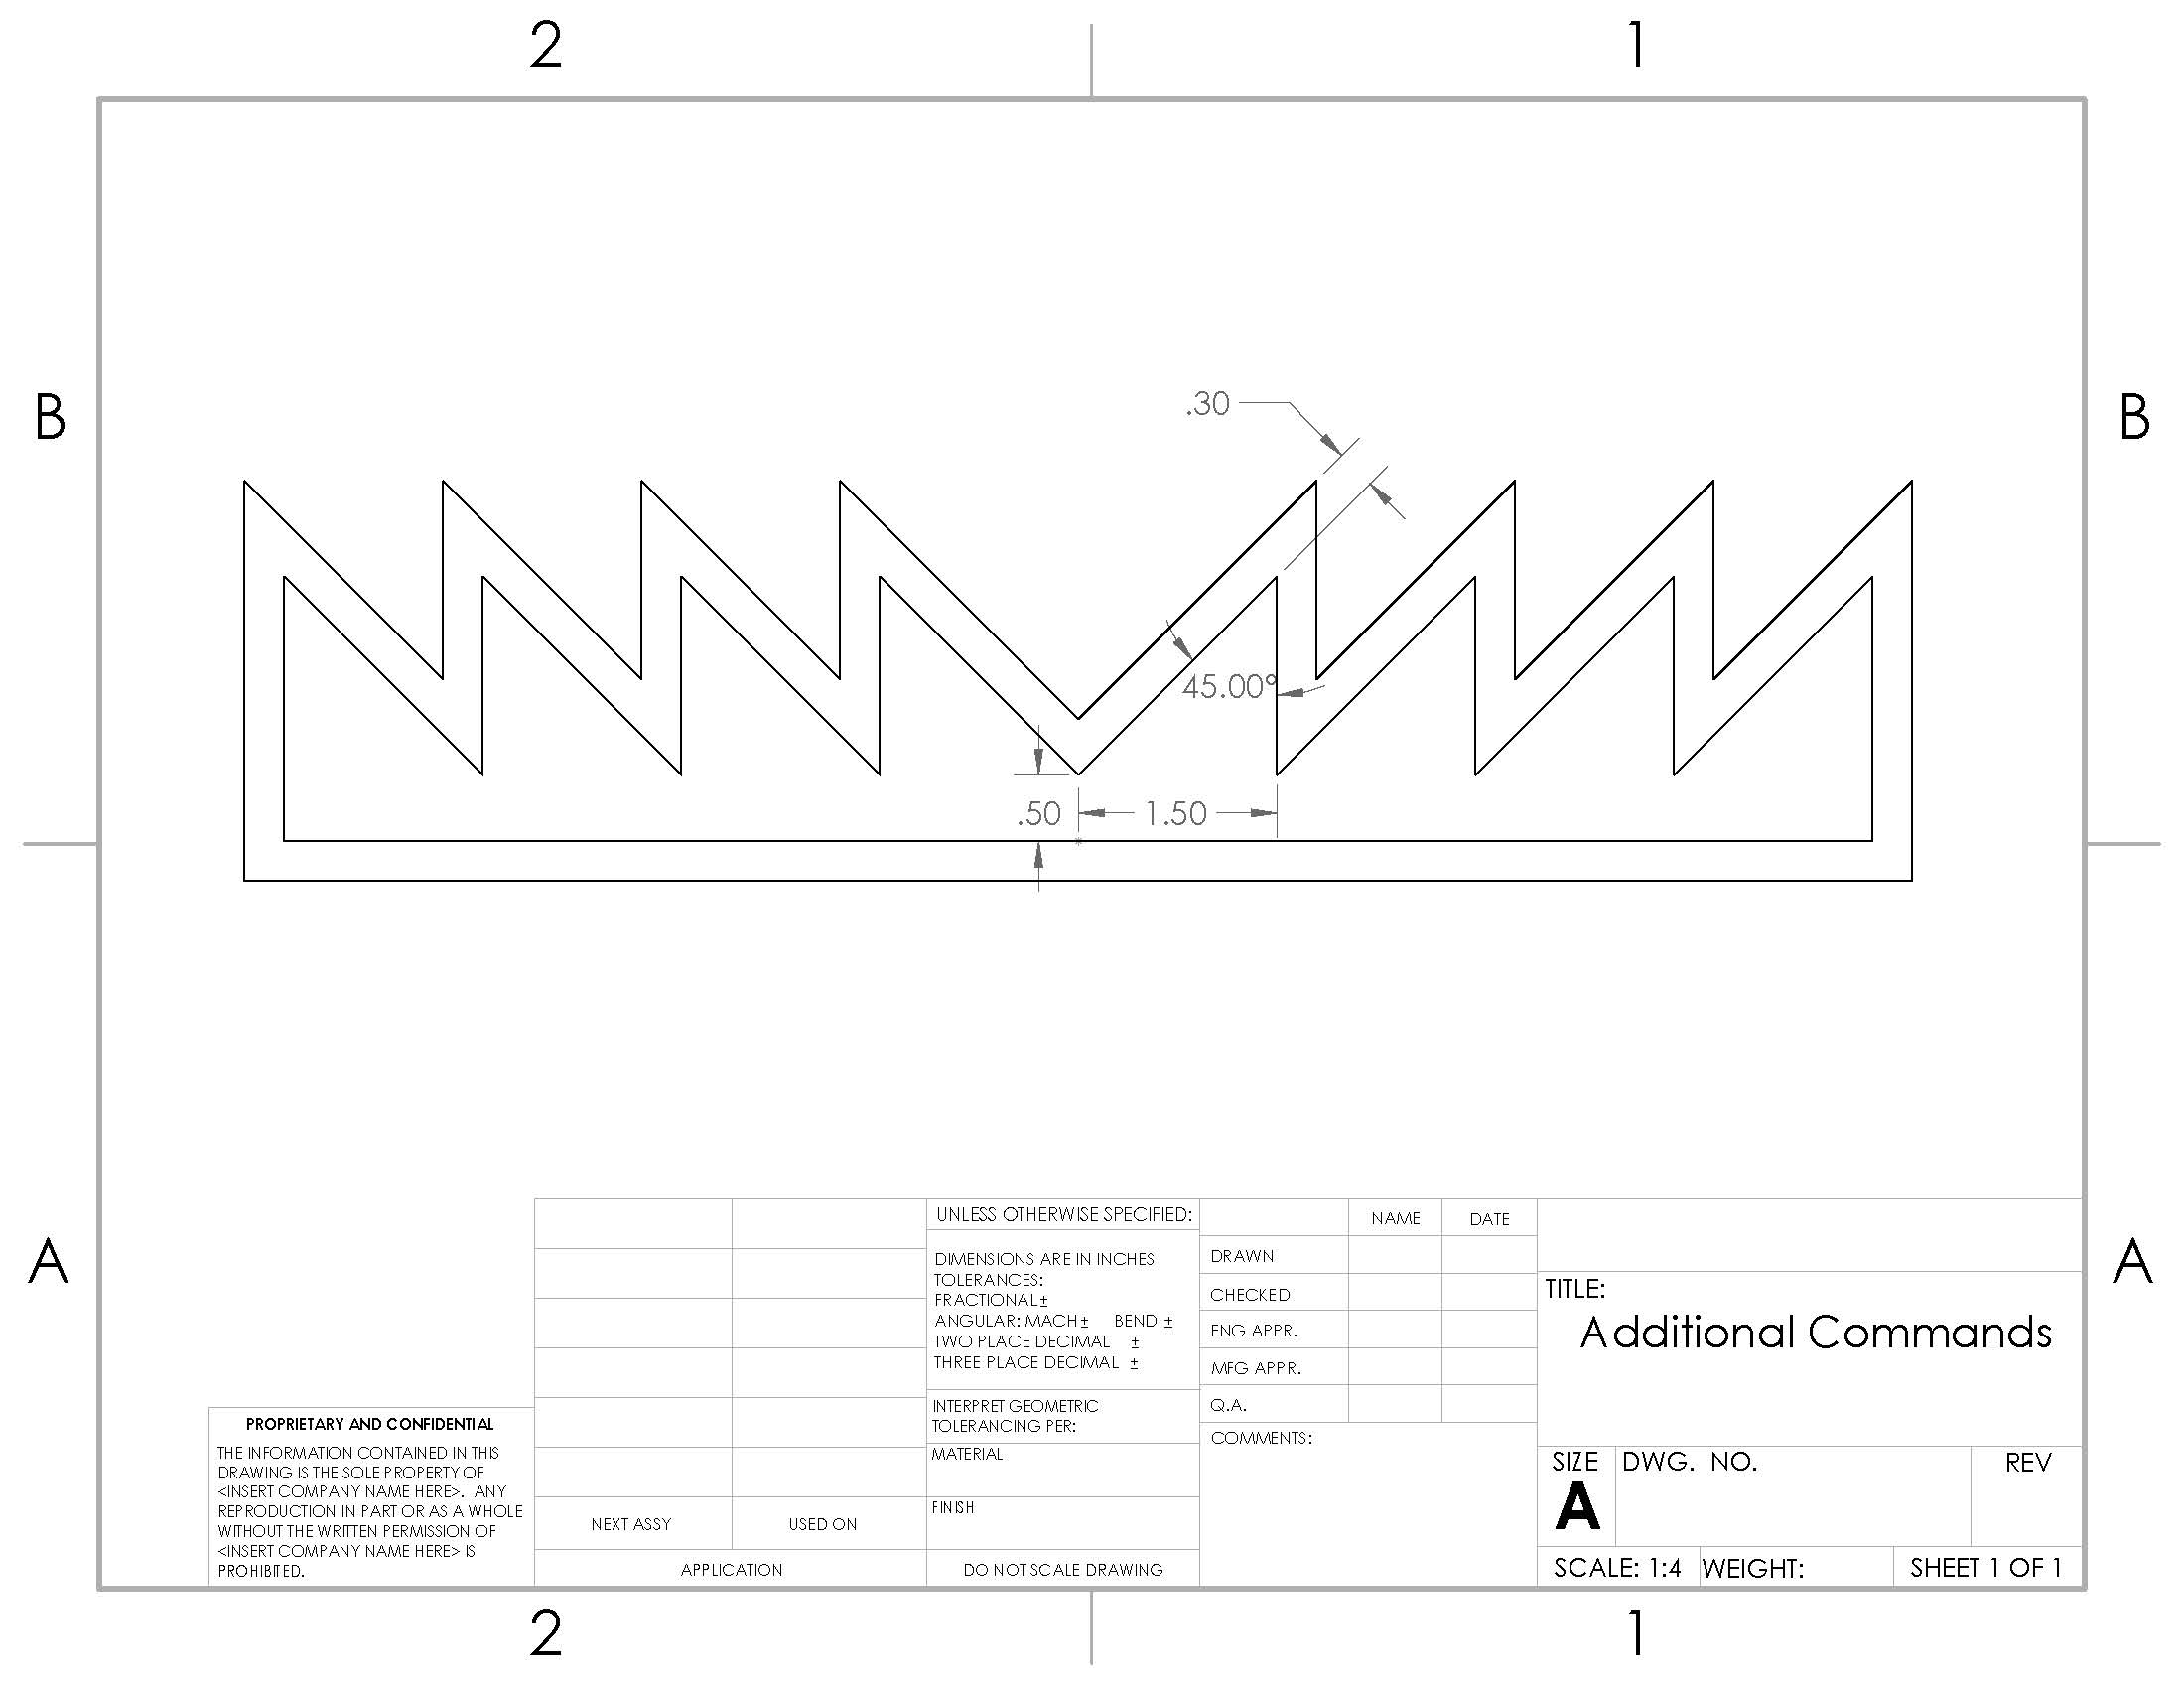 2 1
B B
.30
45.00°
.50 1.50
A A
UNLESS OTHERWISE SPECIFIED:
DIMENSIONS ARE IN INCHES
TOLERANCES:
FRACTIONAL±
ANGULAR: MACH± BEND ±
TWO PLACE DECIMAL ±
THREE PLACE DECIMAL ±
INTERPRET GEOMETRIC
TOLERANCING PER:
MATERIAL
FINISH
DO NOT SCALE DRAWING
NAME DATE
DRAWN
CHECKED
ENG APPR.
MFG APPR.
Q.A.
COMMENTS:
TITLE:
Additional Commands
SIZE DWG. NO. REV
A
SCALE: 1:4 WEIGHT: SHEET 1 OF 1
PROPRIETARY AND CONFIDENTIAL
THE INFORMATION CONTAINED IN THIS
DRAWING IS THE SOLE PROPERTY OF
<INSERT COMPANY NAME HERE>. ANY
REPRODUCTION IN PART OR AS A WHOLE
WITHOUT THE WRITTEN PERMISSION OF
<INSERT COMPANY NAME HERE> IS
PROHIBITED.
NEXT ASSY USED ON
APPLICATION
2 1